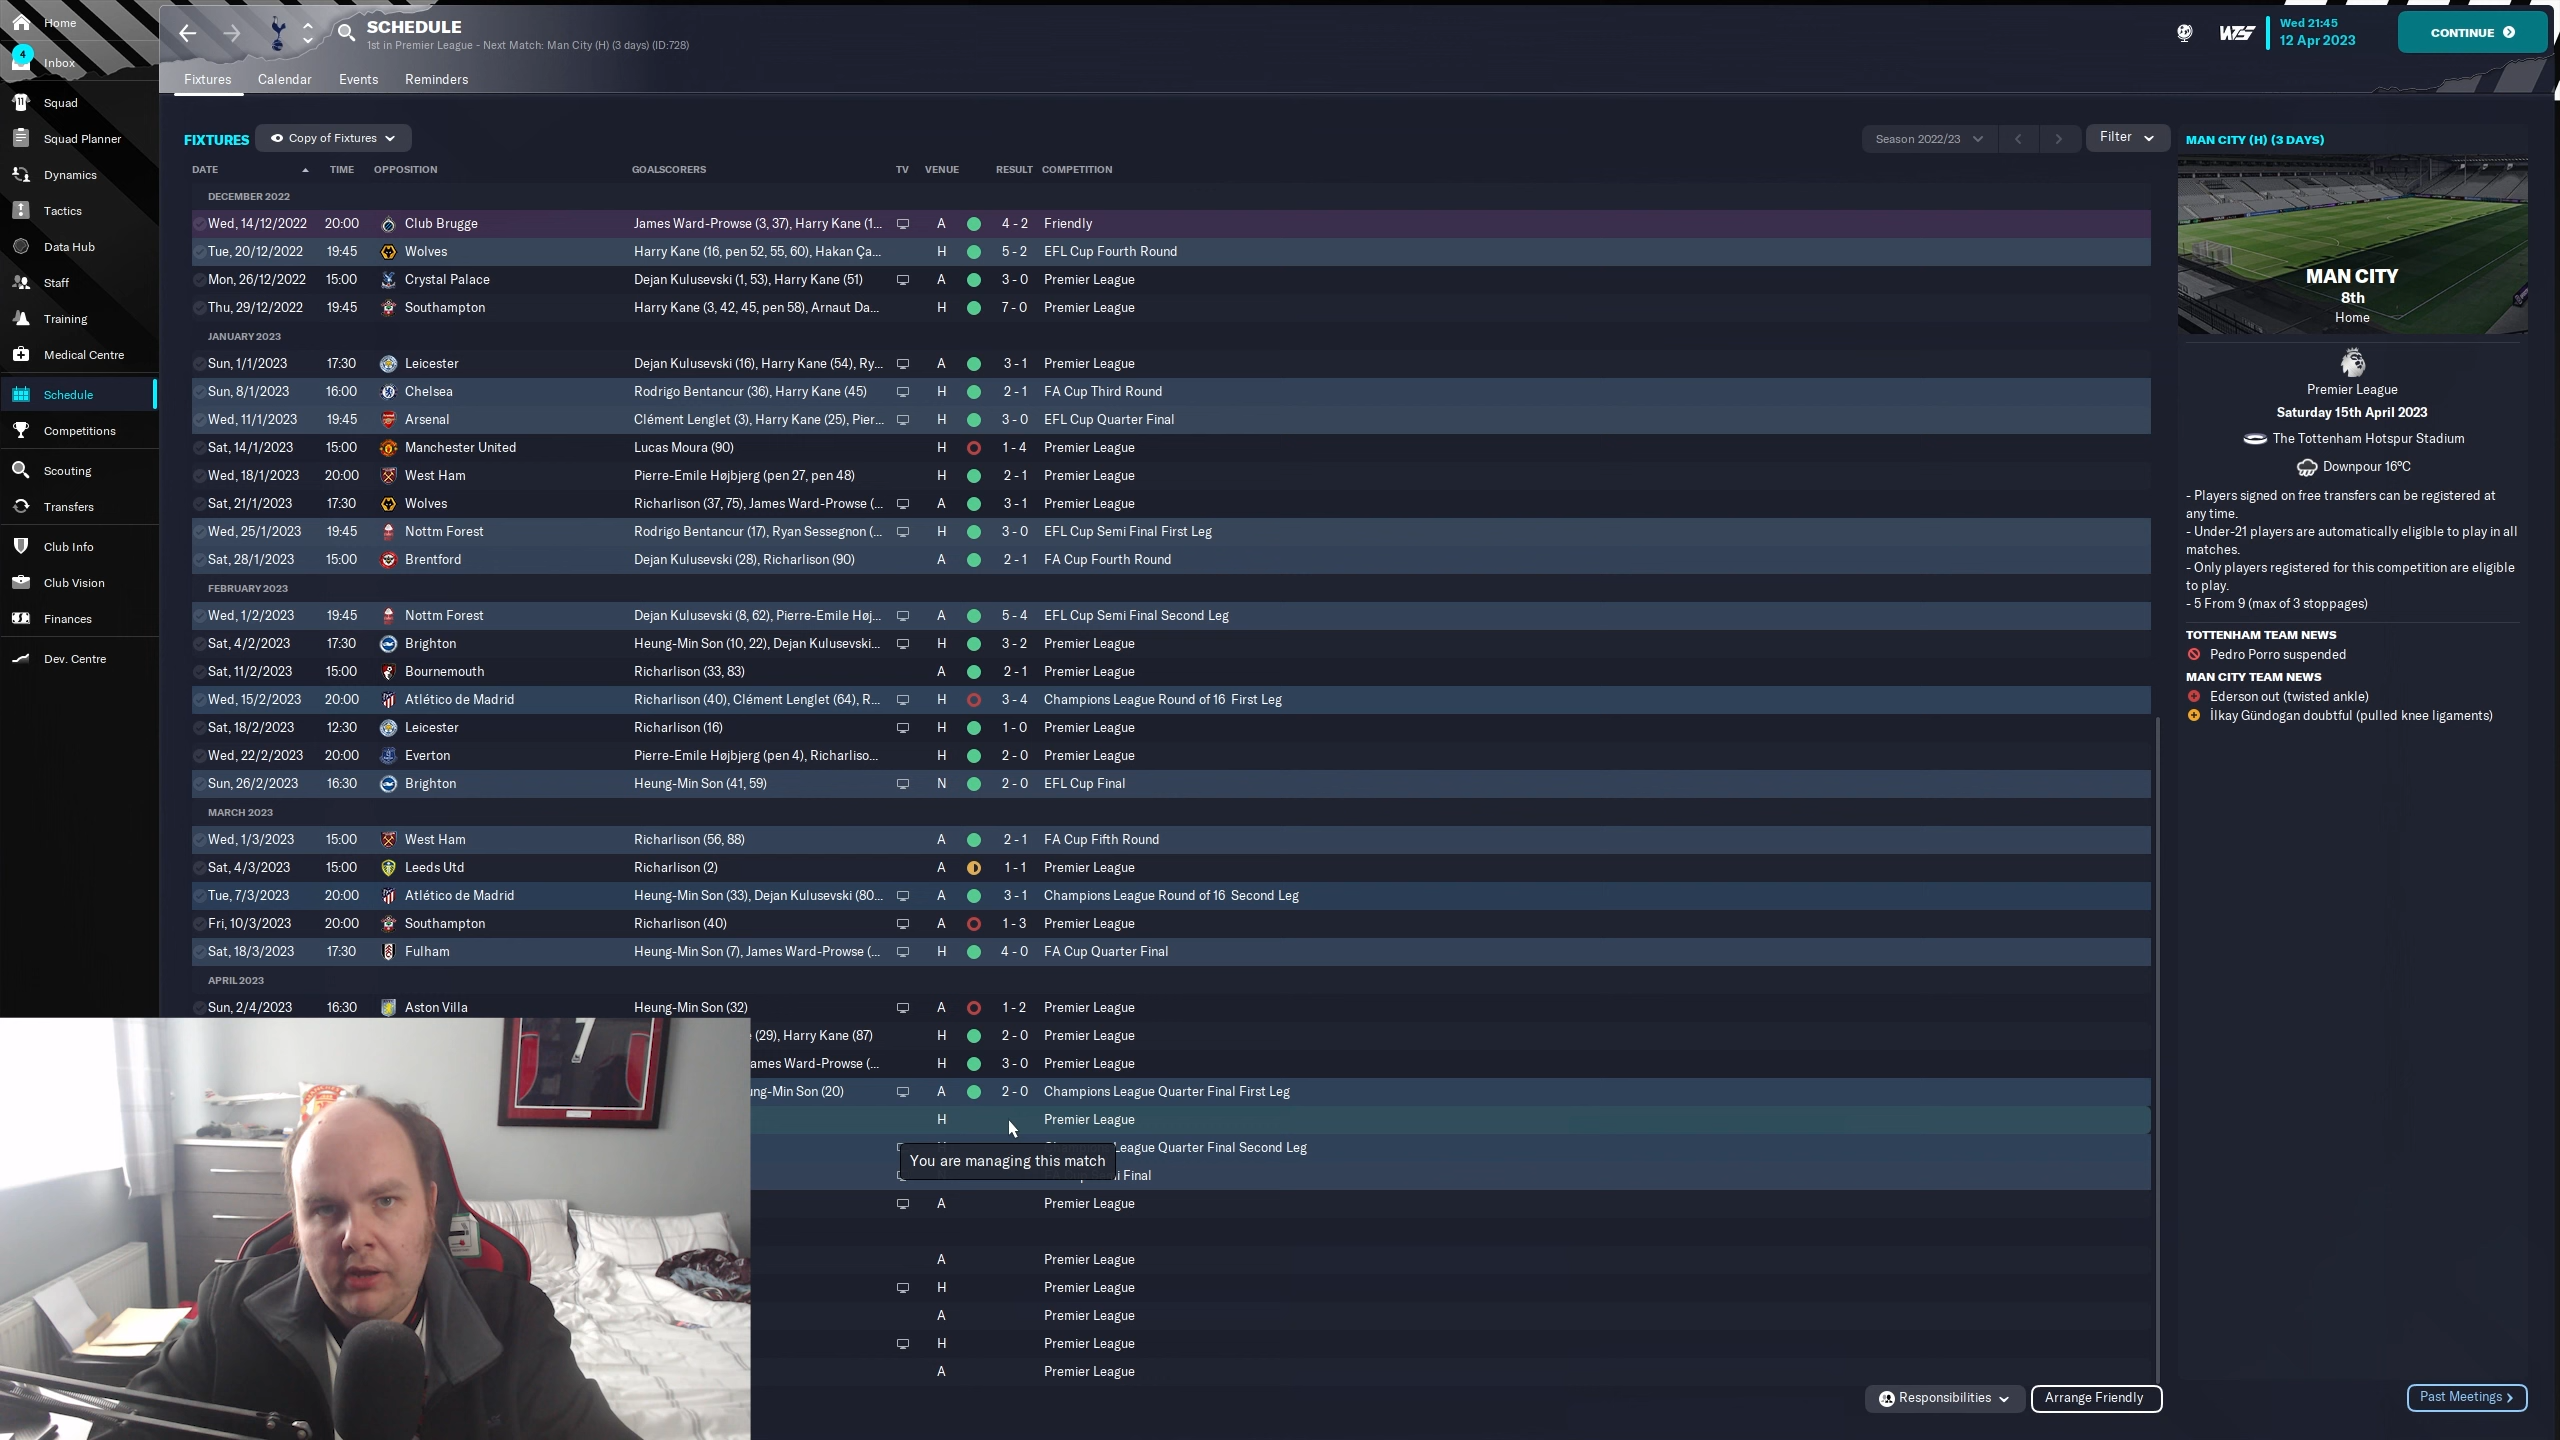 Home
4
Inbox
Squad
Squad Planner
Dynamics
Tactics
Data Hub
Staff
Training
Medical Centre
Schedule
Competitions
Scouting
Transfers
Club Info
Club Vision
Finances
Dev. Centre
SCHEDULE
1st in Premier League - Next Match: Man City (H) (3 days) (ID:728)
Wed 21:45
12 Apr 2023
CONTINUE
Fixtures Calendar Events Reminders
FIXTURES Copy of Fixtures Season 2022/23 Filter
DATE TIME OPPOSITION GOALSCORERS TV VENUE RESULT COMPETITION
DECEMBER 2022
Wed, 14/12/2022 20:00 Club Brugge James Ward-Prowse (3, 37), Harry Kane (1... A 4 - 2 Friendly
Tue, 20/12/2022 19:45 Wolves Harry Kane (16, pen 52, 55, 60), Hakan Ça... H 5 - 2 EFL Cup Fourth Round
Mon, 26/12/2022 15:00 Crystal Palace Dejan Kulusevski (1, 53), Harry Kane (51) A 3 - 0 Premier League
Thu, 29/12/2022 19:45 Southampton Harry Kane (3, 42, 45, pen 58), Arnaut Da... H 7 - 0 Premier League
JANUARY 2023
Sun, 1/1/2023 17:30 Leicester Dejan Kulusevski (16), Harry Kane (54), Ry... A 3 - 1 Premier League
Sun, 8/1/2023 16:00 Chelsea Rodrigo Bentancur (36), Harry Kane (45) H 2 - 1 FA Cup Third Round
Wed, 11/1/2023 19:45 Arsenal Clément Lenglet (3), Harry Kane (25), Pier... H 3 - 0 EFL Cup Quarter Final
Sat, 14/1/2023 15:00 Manchester United Lucas Moura (90) H 1 - 4 Premier League
Wed, 18/1/2023 20:00 West Ham Pierre-Emile Højbjerg (pen 27, pen 48) H 2 - 1 Premier League
Sat, 21/1/2023 17:30 Wolves Richarlison (37, 75), James Ward-Prowse (... A 3 - 1 Premier League
Wed, 25/1/2023 19:45 Nottm Forest Rodrigo Bentancur (17), Ryan Sessegnon (... H 3 - 0 EFL Cup Semi Final First Leg
Sat, 28/1/2023 15:00 Brentford Dejan Kulusevski (28), Richarlison (90) A 2 - 1 FA Cup Fourth Round
FEBRUARY 2023
Wed, 1/2/2023 19:45 Nottm Forest Dejan Kulusevski (8, 62), Pierre-Emile Høj... A 5 - 4 EFL Cup Semi Final Second Leg
Sat, 4/2/2023 17:30 Brighton Heung-Min Son (10, 22), Dejan Kulusevski... H 3 - 2 Premier League
Sat, 11/2/2023 15:00 Bournemouth Richarlison (33, 83) A 2 - 1 Premier League
Wed, 15/2/2023 20:00 Atlético de Madrid Richarlison (40), Clément Lenglet (64), R... H 3 - 4 Champions League Round of 16 First Leg
Sat, 18/2/2023 12:30 Leicester Richarlison (16) H 1 - 0 Premier League
Wed, 22/2/2023 20:00 Everton Pierre-Emile Højbjerg (pen 4), Richarliso... H 2 - 0 Premier League
Sun, 26/2/2023 16:30 Brighton Heung-Min Son (41, 59) N 2 - 0 EFL Cup Final
MARCH 2023
Wed, 1/3/2023 15:00 West Ham Richarlison (56, 88) A 2 - 1 FA Cup Fifth Round
Sat, 4/3/2023 15:00 Leeds Utd Richarlison (2) A 1 - 1 Premier League
Tue, 7/3/2023 20:00 Atlético de Madrid Heung-Min Son (33), Dejan Kulusevski (80... A 3 - 1 Champions League Round of 16 Second Leg
Fri, 10/3/2023 20:00 Southampton Richarlison (40) A 1 - 3 Premier League
Sat, 18/3/2023 17:30 Fulham Heung-Min Son (7), James Ward-Prowse (... H 4 - 0 FA Cup Quarter Final
APRIL 2023
Sun, 2/4/2023 16:30 Aston Villa Heung-Min Son (32) A 1 - 2 Premier League
(29), Harry Kane (87) H 2 - 0 Premier League
ames Ward-Prowse (... H 3 - 0 Premier League
ung-Min Son (20) A 2 - 0 Champions League Quarter Final First Leg
H Premier League
League Quarter Final Second Leg
You are managing this match
Final
A Premier League
A Premier League
H Premier League
A Premier League
H Premier League
A Premier League
Responsibilities Arrange Friendly
MAN CITY (H) (3 DAYS)
MAN CITY
8th
Home
Premier League
Saturday 15th April 2023
The Tottenham Hotspur Stadium
Downpour 16ºC
- Players signed on free transfers can be registered at
any time.
- Under-21 players are automatically eligible to play in all
matches.
- Only players registered for this competition are eligible
to play.
- 5 From 9 (max of 3 stoppages)
TOTTENHAM TEAM NEWS
Pedro Porro suspended
MAN CITY TEAM NEWS
Ederson out (twisted ankle)
İlkay Gündogan doubtful (pulled knee ligaments)
Past Meetings
7